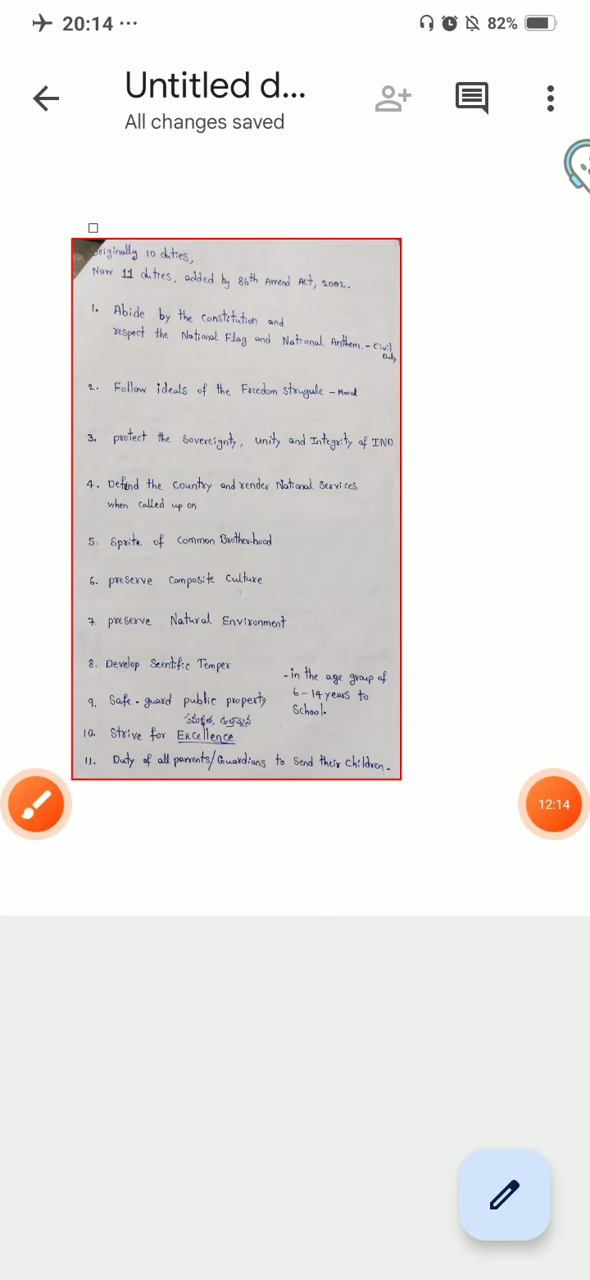 20:14 ...
82%
Untitled d...
All changes saved
originally 10 duties,
Now 11 duties, added by 86th Amend Act, 2002.
1. Abide by the constitution and
respect the National Flag and National Anthem. - Civil
Duty
2. Follow ideals of the Freedom strugule - Moral
3. protect the Sovereignty, unity and Integrity of IND
4. Defend the Country and render National Services
when called up on
5. Sprite of Common Brotherhood
6. preserve Composite Culture
7. preserve Natural Environment
8. Develop Scentific Temper
- in the age group of
6-14 years to
School.
9. Safe-guard public property
10. Strive for Excellence
11. Duty of all parents/Guardians to Send their Children -
12:14